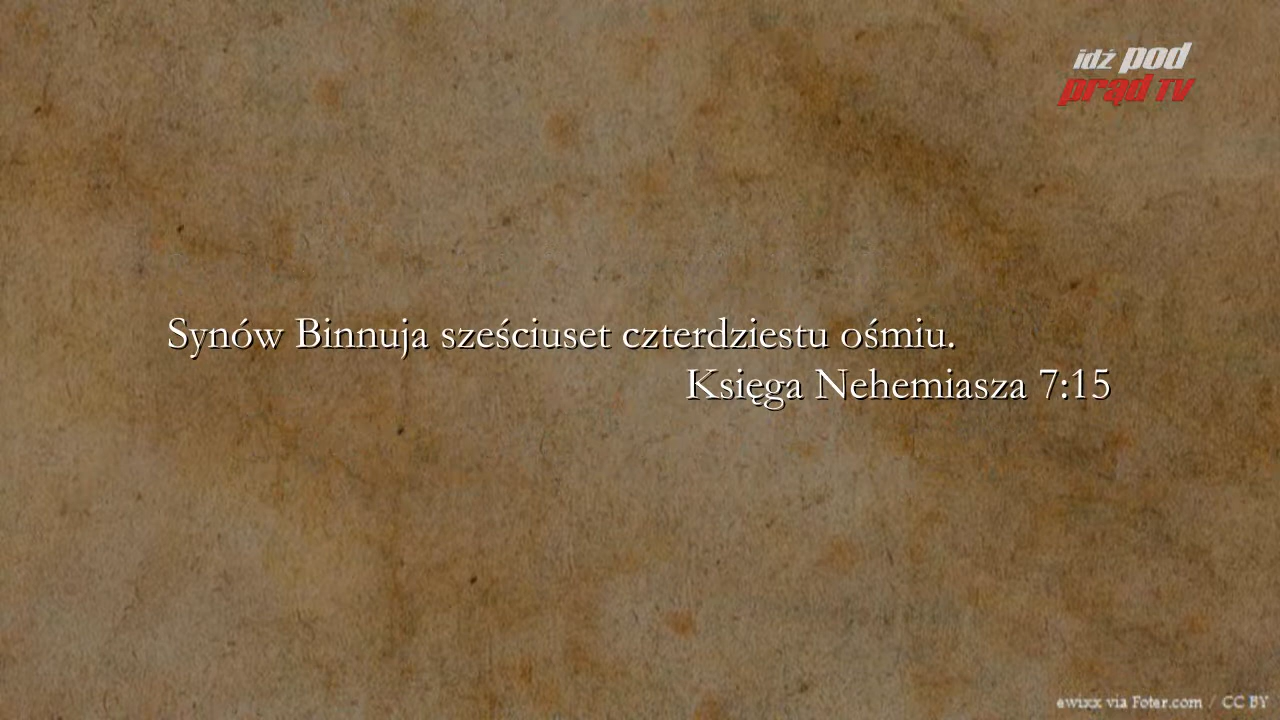 idź pod
prąd TV
Synów Binnuja sześciuset czterdziestu ośmiu.
Księga Nehemiasza 7:15
ewixx via Foter.com / CC BY